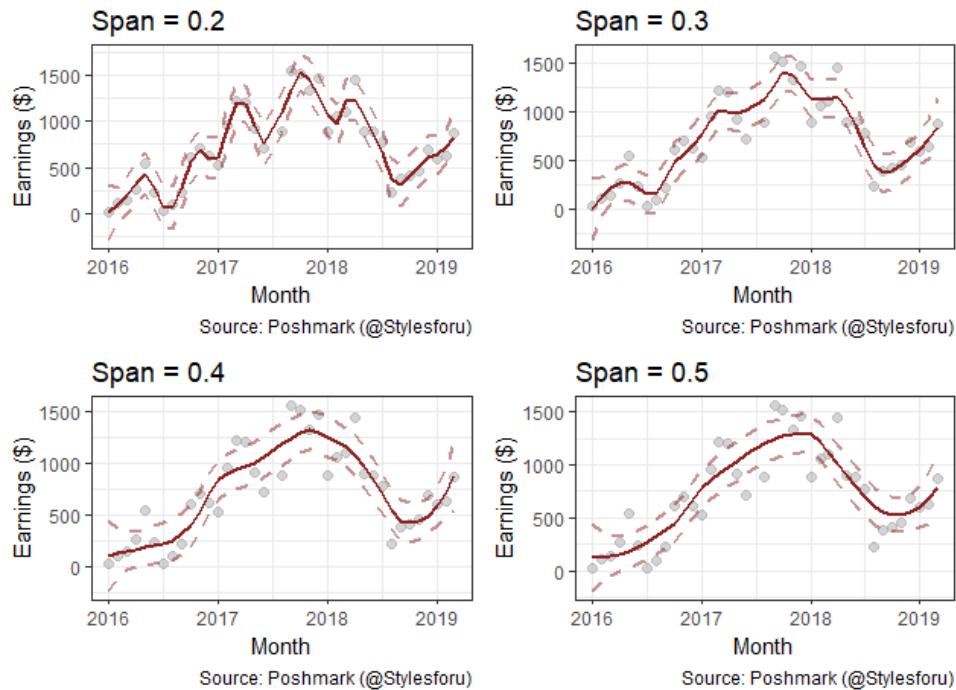 Span = 0.2
Earnings ($)
1500
1000
500
0
2016 2017 2018 2019
Month
Source: Poshmark (@Stylesforu)
Span = 0.3
Earnings ($)
1500
1000
500
0
2016 2017 2018 2019
Month
Source: Poshmark (@Stylesforu)
Span = 0.4
Earnings ($)
1500
1000
500
0
2016 2017 2018 2019
Month
Source: Poshmark (@Stylesforu)
Span = 0.5
Earnings ($)
1500
1000
500
0
2016 2017 2018 2019
Month
Source: Poshmark (@Stylesforu)